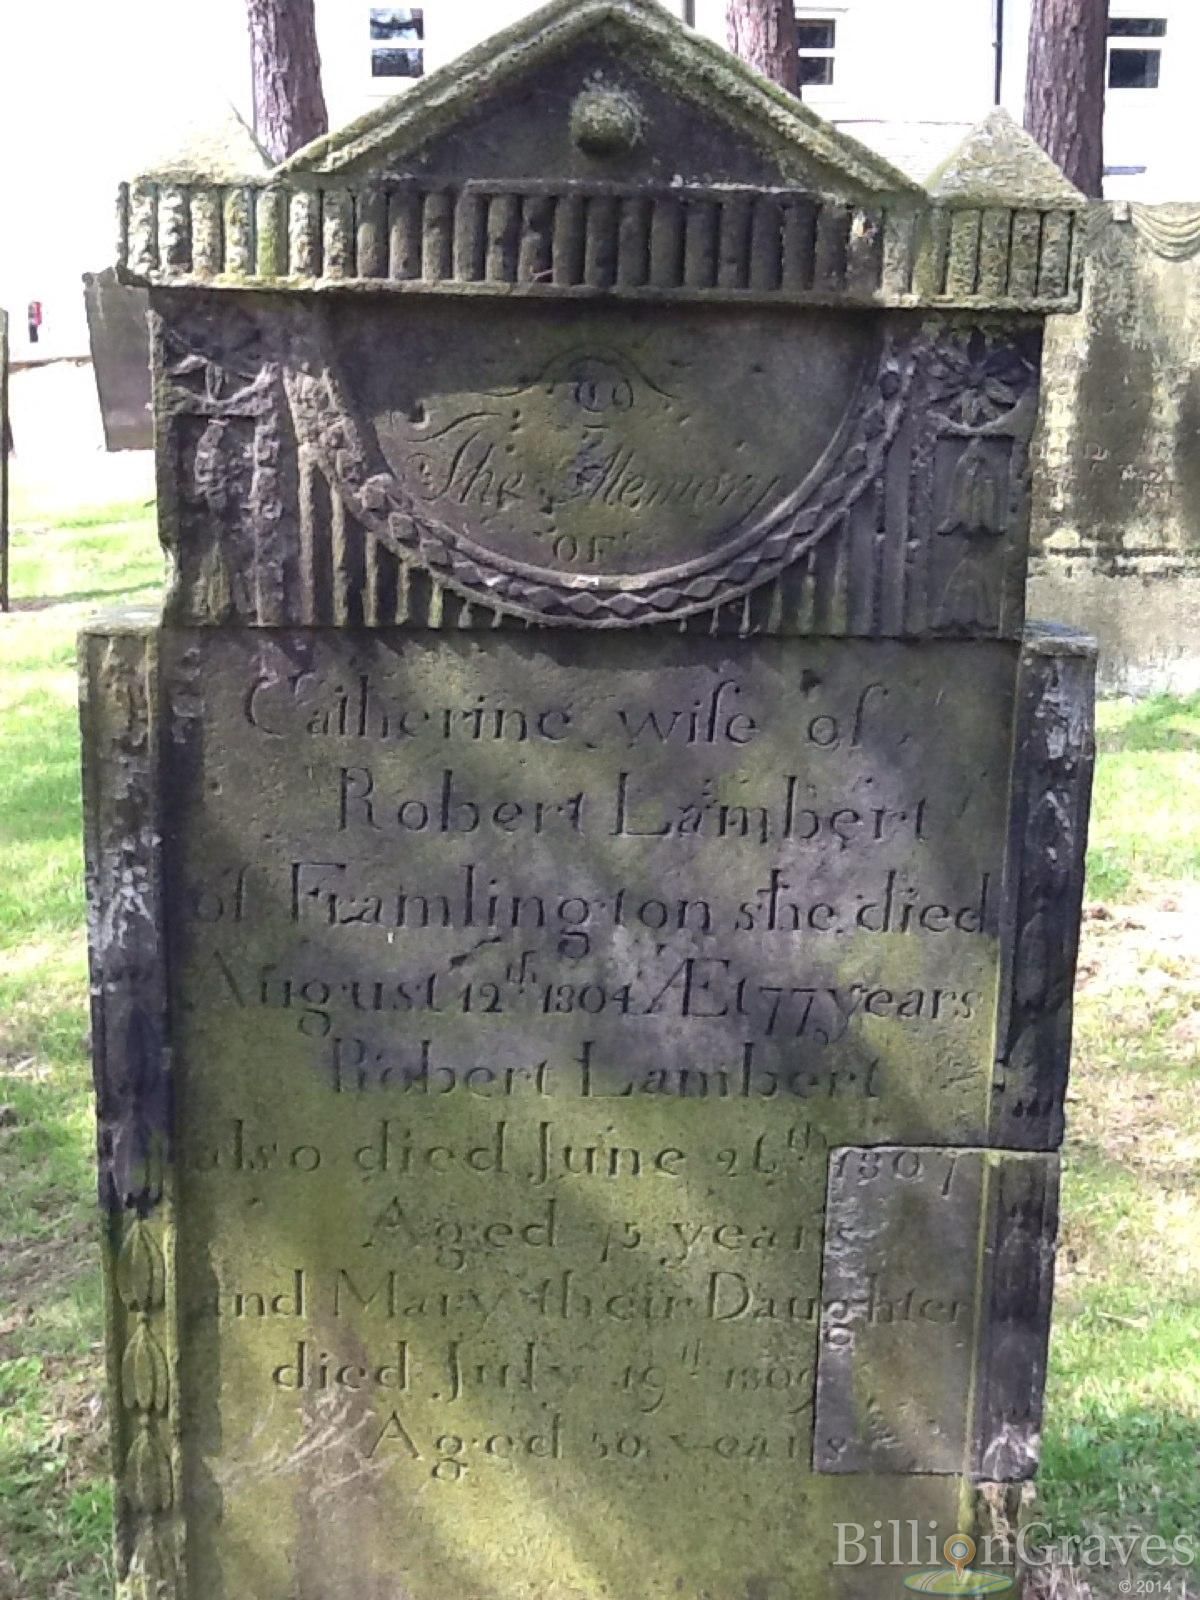 To
The Memory
OF
Catherine wife of
Robert Lambert
of Framlington she died
August 12th 1804 Æt 77 years
Robert Lambert
also died June 26th 1807
Aged 75 years
and Mary their Daughter
died July 19th 1809
Aged 50 years
BillionGraves
© 2014